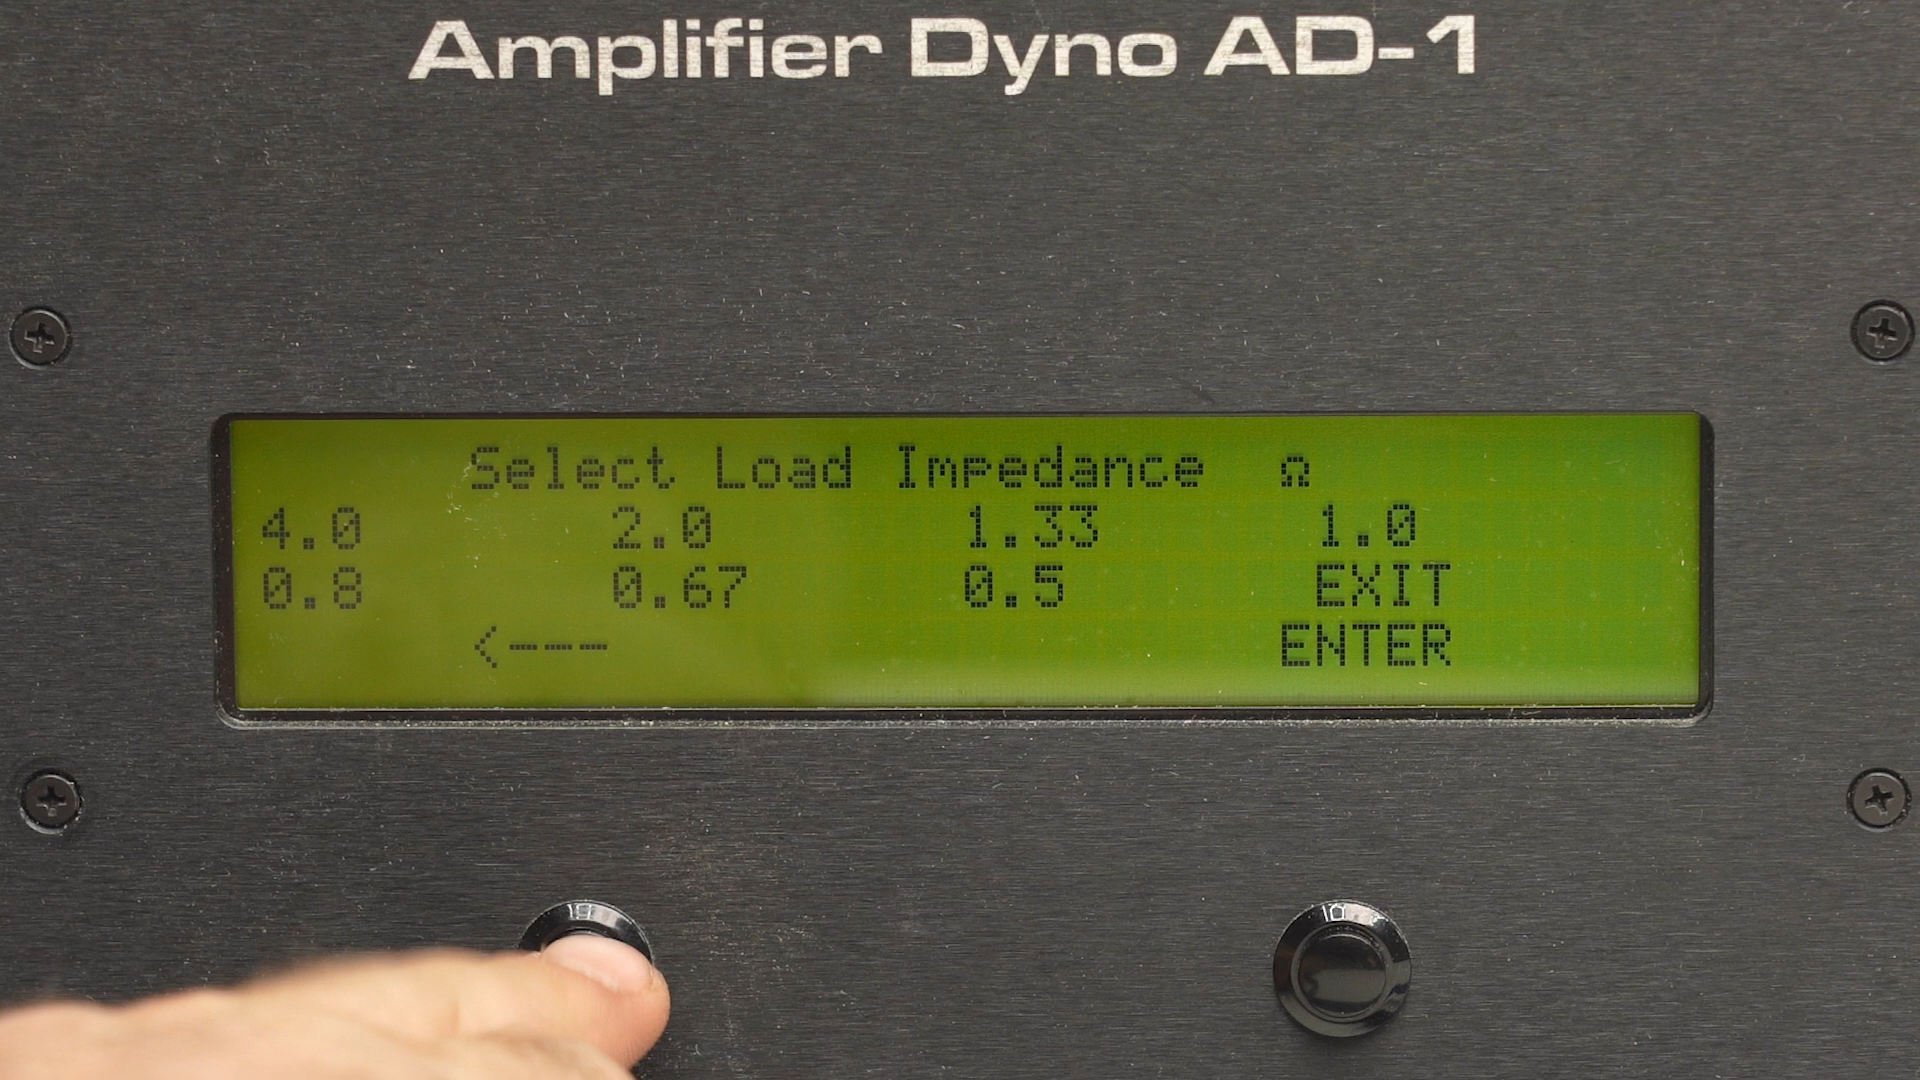 Amplifier Dyno AD-1
Select Load Impedance Ω
4.0 2.0 1.33 1.0
0.8 0.67 0.5 EXIT
<--- ENTER